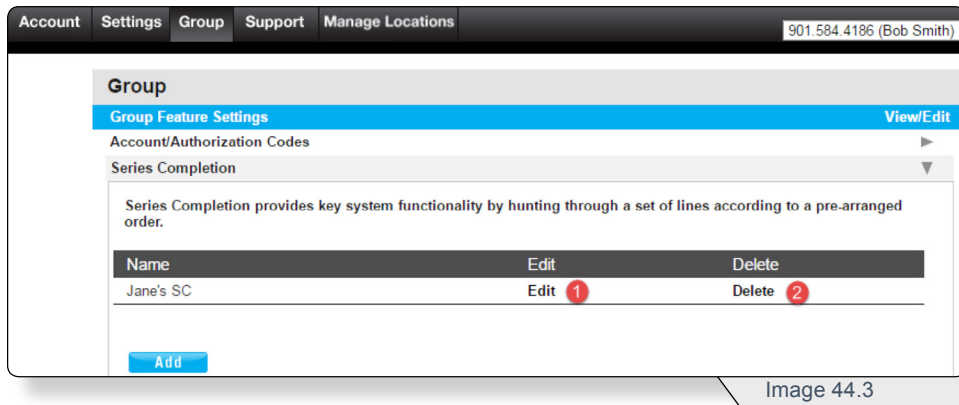 Account Settings Group Support Manage Locations
901.584.4186 (Bob Smith)
Group
Group Feature Settings View/Edit
Account/Authorization Codes
Series Completion
Series Completion provides key system functionality by hunting through a set of lines according to a pre-arranged
order.
Name Edit Delete
Jane's SC Edit 1 Delete 2
Add
Image 44.3